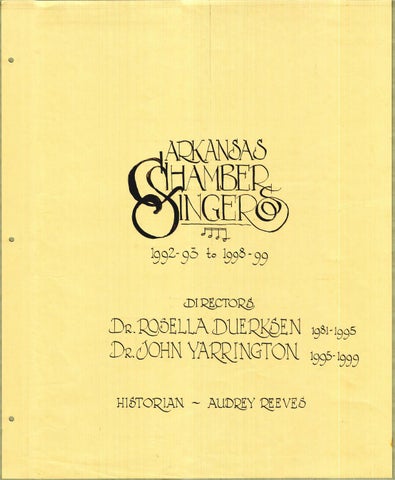 ARKANSAS
CHAMBER
SINGERS
1992-93 to 1998-99
DIRECTORS
DR. ROSELLA DUERKSEN 1981-1995
DR. JOHN YARRINGTON 1995-1999
HISTORIAN ~ AUDREY REEVES